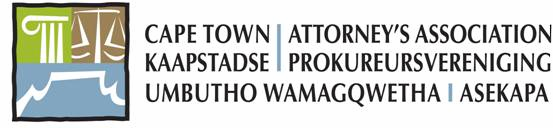 CAPE TOWN | ATTORNEY'S ASSOCIATION
KAAPSTADSE | PROKUREURSVERENIGING
UMBUTHO WAMAGQWETHA | ASEKAPA